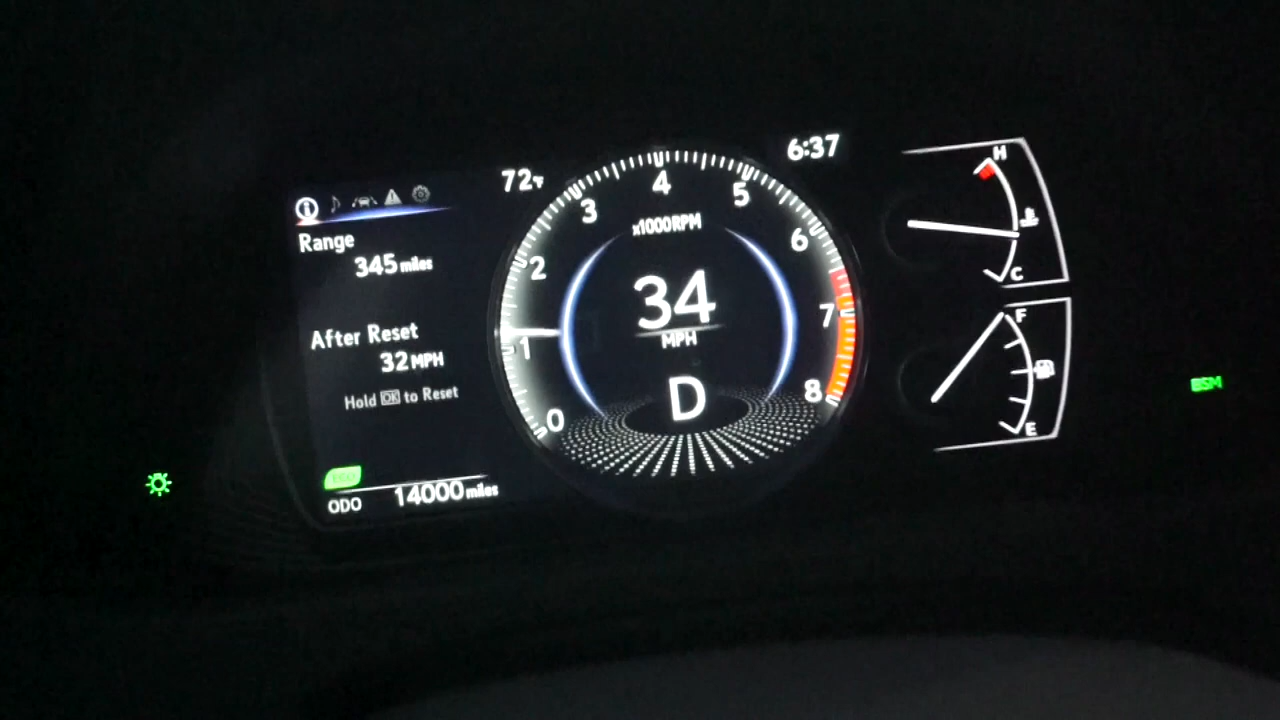 72°F
6:37
Range
345 miles
After Reset
32 MPH
Hold OK to Reset
ECO
ODO 14000 miles
0
1
2
3
4
5
6
7
8
x1000RPM
34
MPH
D
H
C
F
E
BSM